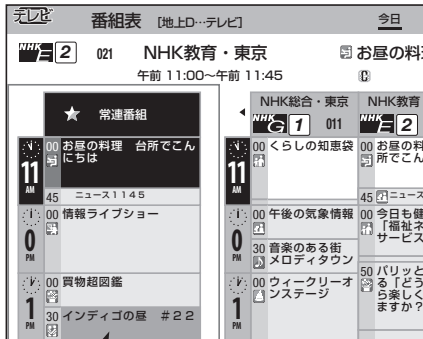 テレビ 番組表 [地上D…テレビ] 今日
NHK E 2 021 NHK教育・東京 お昼の料
午前 11:00～午前 11:45
★ 常連番組
11
AM
00 お昼の料理 台所でこん
にちは
45 ニュース1145
0
PM
00 情報ライブショー
1
PM
00 買物超図鑑
30 インディゴの昼 #22
NHK総合・東京
NHK G 1 011
11
AM
00 くらしの知恵袋
0
PM
00 午後の気象情報
30 音楽のある街
メロディタウン
1
PM
00 ウィークリーオ
ンステージ
NHK教育
NHK E 2
00 お昼の料
所でこん
45 ニュース
00 今日も健
「福祉ネ
サービス
50 パリッと
る「どう
ら楽しく
ますか?